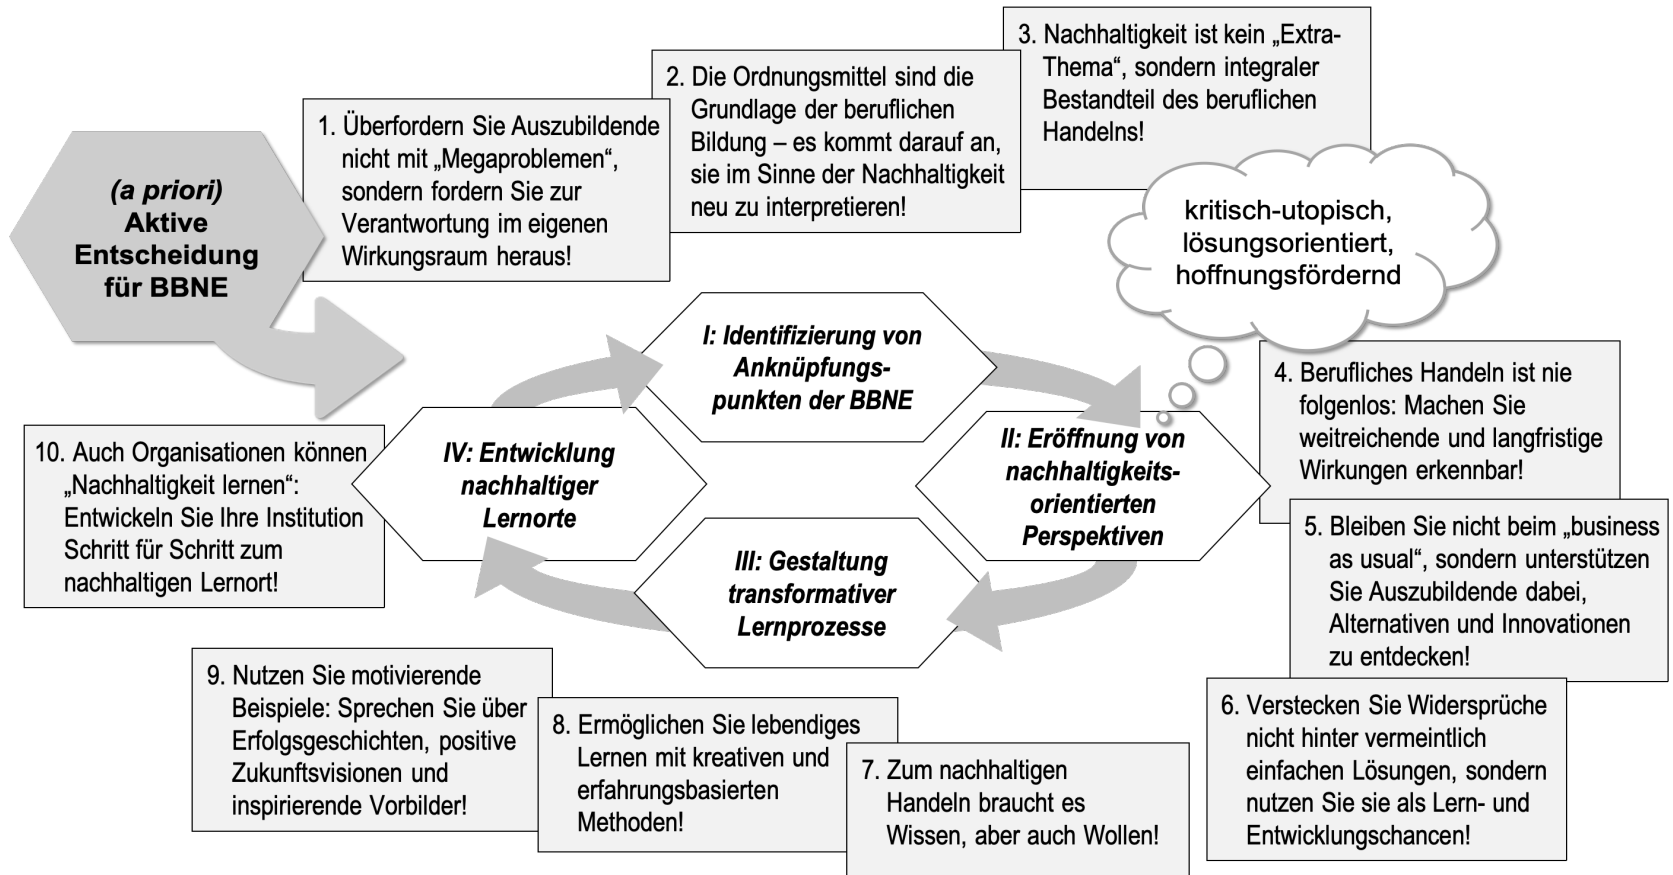 (a priori)
Aktive
Entscheidung
für BBNE
1. Überfordern Sie Auszubildende
nicht mit „Megaproblemen“,
sondern fordern Sie zur
Verantwortung im eigenen
Wirkungsraum heraus!
2. Die Ordnungsmittel sind die
Grundlage der beruflichen
Bildung – es kommt darauf an,
sie im Sinne der Nachhaltigkeit
neu zu interpretieren!
3. Nachhaltigkeit ist kein „Extra-
Thema“, sondern integraler
Bestandteil des beruflichen
Handelns!
kritisch-utopisch,
lösungsorientiert,
hoffnungsfördernd
I: Identifizierung von
Anknüpfungs-
punkten der BBNE
II: Eröffnung von
nachhaltigkeits-
orientierten
Perspektiven
III: Gestaltung
transformativer
Lernprozesse
IV: Entwicklung
nachhaltiger
Lernorte
4. Berufliches Handeln ist nie
folgenlos: Machen Sie
weitreichende und langfristige
Wirkungen erkennbar!
5. Bleiben Sie nicht beim „business
as usual“, sondern unterstützen
Sie Auszubildende dabei,
Alternativen und Innovationen
zu entdecken!
6. Verstecken Sie Widersprüche
nicht hinter vermeintlich
einfachen Lösungen, sondern
nutzen Sie sie als Lern- und
Entwicklungschancen!
7. Zum nachhaltigen
Handeln braucht es
Wissen, aber auch Wollen!
8. Ermöglichen Sie lebendiges
Lernen mit kreativen und
erfahrungsbasierten
Methoden!
9. Nutzen Sie motivierende
Beispiele: Sprechen Sie über
Erfolgsgeschichten, positive
Zukunftsvisionen und
inspirierende Vorbilder!
10. Auch Organisationen können
„Nachhaltigkeit lernen“:
Entwickeln Sie Ihre Institution
Schritt für Schritt zum
nachhaltigen Lernort!